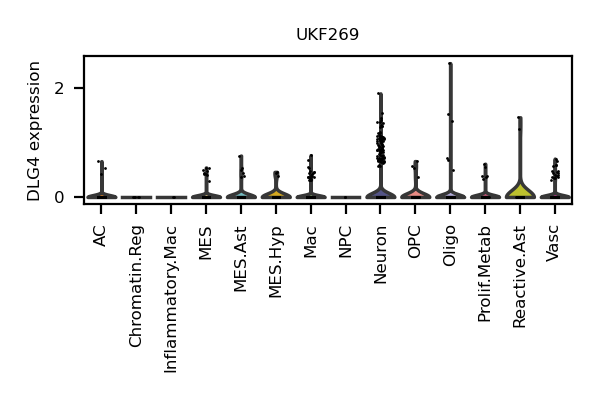 UKF269
DLG4 expression
2
0
AC
Chromatin.Reg
Inflammatory.Mac
MES
MES.Ast
MES.Hyp
Mac
NPC
Neuron
OPC
Oligo
Prolif.Metab
Reactive.Ast
Vasc